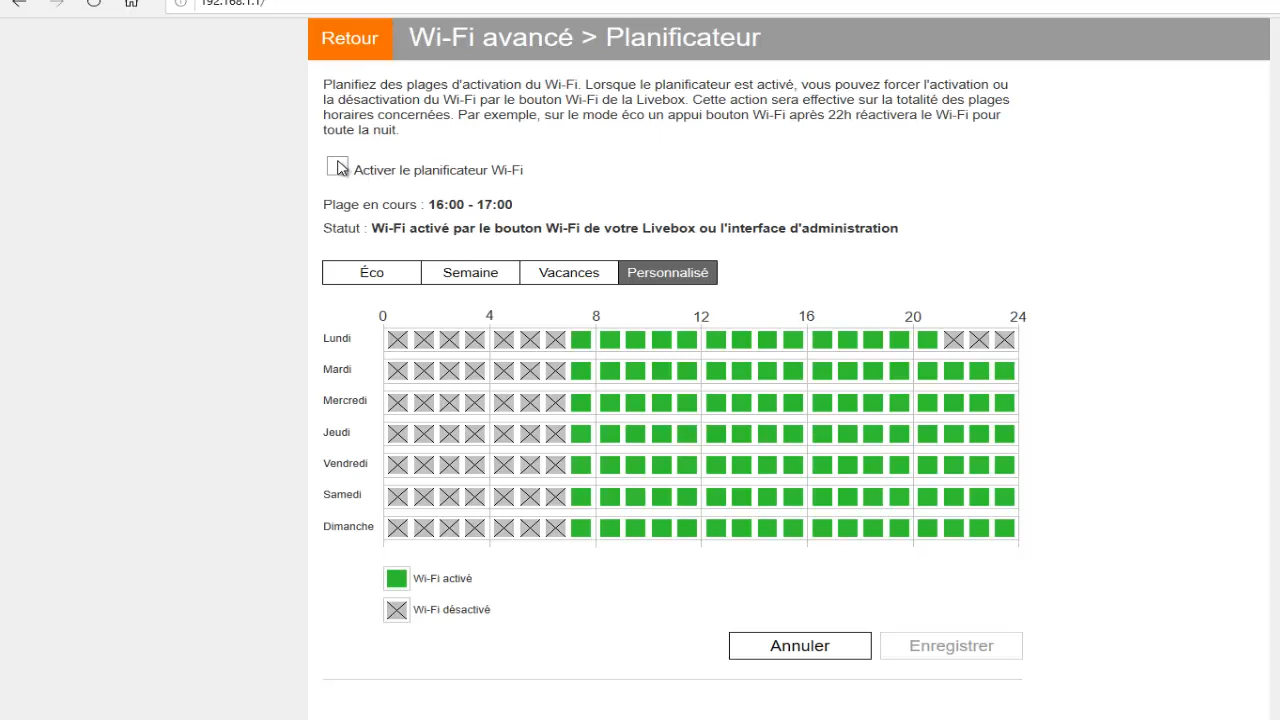 192.168.1.1/
Retour Wi-Fi avancé > Planificateur
Planifiez des plages d'activation du Wi-Fi. Lorsque le planificateur est activé, vous pouvez forcer l'activation ou
la désactivation du Wi-Fi par le bouton Wi-Fi de la Livebox. Cette action sera effective sur la totalité des plages
horaires concernées. Par exemple, sur le mode éco un appui bouton Wi-Fi après 22h réactivera le Wi-Fi pour
toute la nuit.
Activer le planificateur Wi-Fi
Plage en cours : 16:00 - 17:00
Statut : Wi-Fi activé par le bouton Wi-Fi de votre Livebox ou l'interface d'administration
Éco Semaine Vacances Personnalisé
0 4 8 12 16 20 24
Lundi
Mardi
Mercredi
Jeudi
Vendredi
Samedi
Dimanche
Wi-Fi activé
Wi-Fi désactivé
Annuler Enregistrer